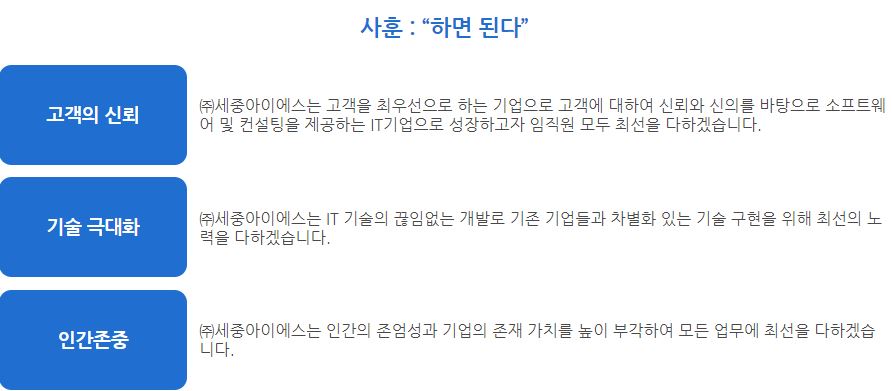 사훈 : “하면 된다”
고객의 신뢰
㈜세중아이에스는 고객을 최우선으로 하는 기업으로 고객에 대하여 신뢰와 신의를 바탕으로 소프트웨
어 및 컨설팅을 제공하는 IT기업으로 성장하고자 임직원 모두 최선을 다하겠습니다.
기술 극대화
㈜세중아이에스는 IT 기술의 끊임없는 개발로 기존 기업들과 차별화 있는 기술 구현을 위해 최선의 노
력을 다하겠습니다.
인간존중
㈜세중아이에스는 인간의 존엄성과 기업의 존재 가치를 높이 부각하여 모든 업무에 최선을 다하겠습
니다.